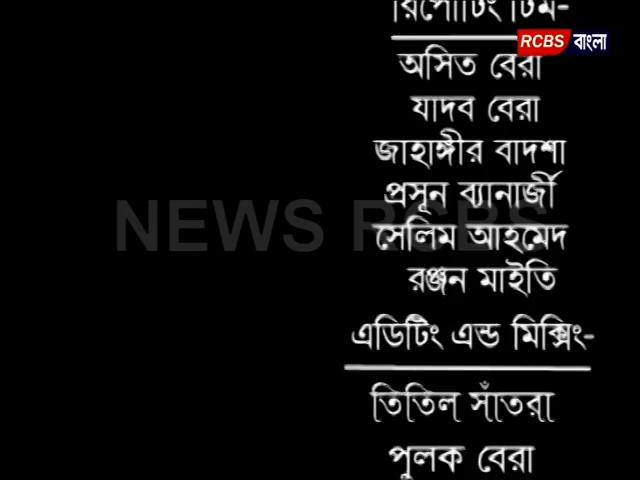 রিপোর্টিং টিম-
RCBS বাংলা
অসিত বেরা
যাদব বেরা
জাহাঙ্গীর বাদশা
প্রসূন ব্যানার্জী
NEWS RCBS
সেলিম আহমেদ
রঞ্জন মাইতি
এডিটিং এন্ড মিক্সিং-
তিতিল সাঁতরা
পুলক বেরা